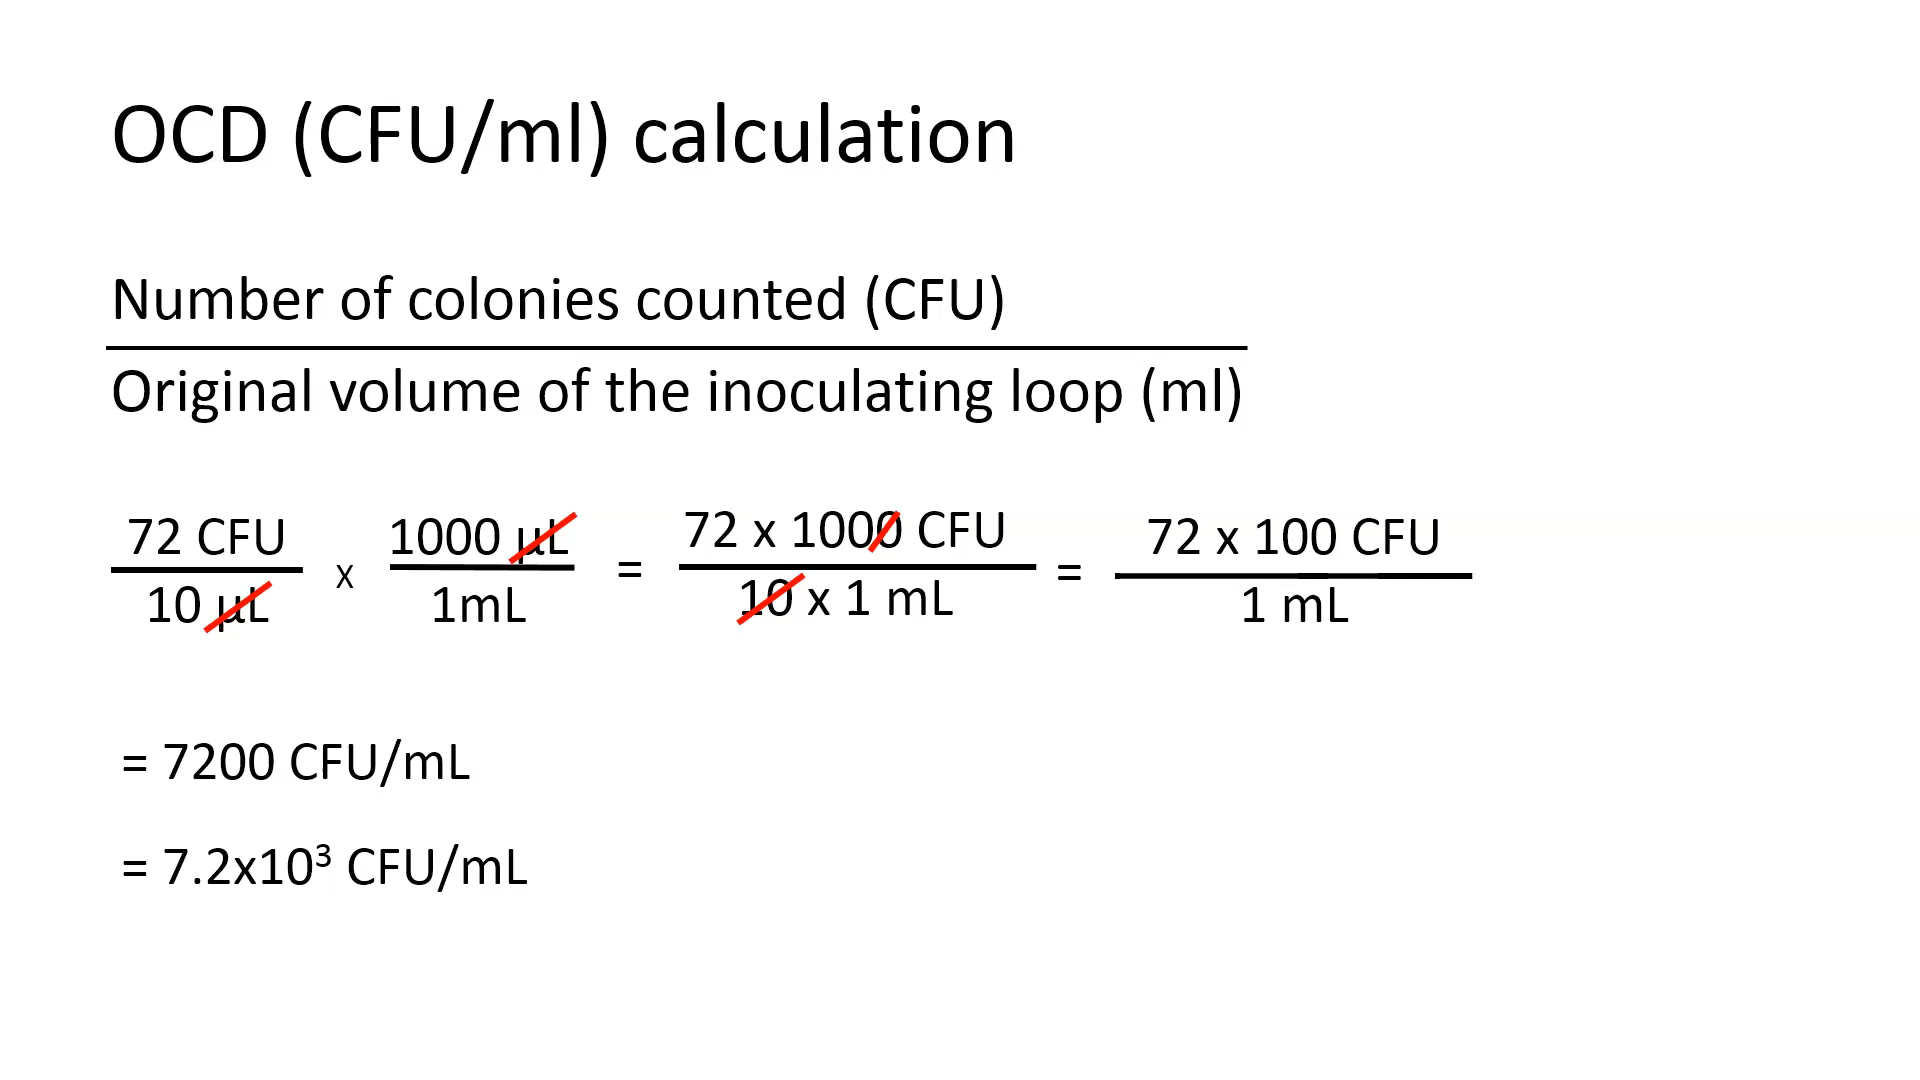 OCD (CFU/ml) calculation
Number of colonies counted (CFU)
Original volume of the inoculating loop (ml)
72 CFU
10 µL
x
1000 µL
1mL
=
72 x 1000 CFU
10 x 1 mL
=
72 x 100 CFU
1 mL
= 7200 CFU/mL
= 7.2x10³ CFU/mL